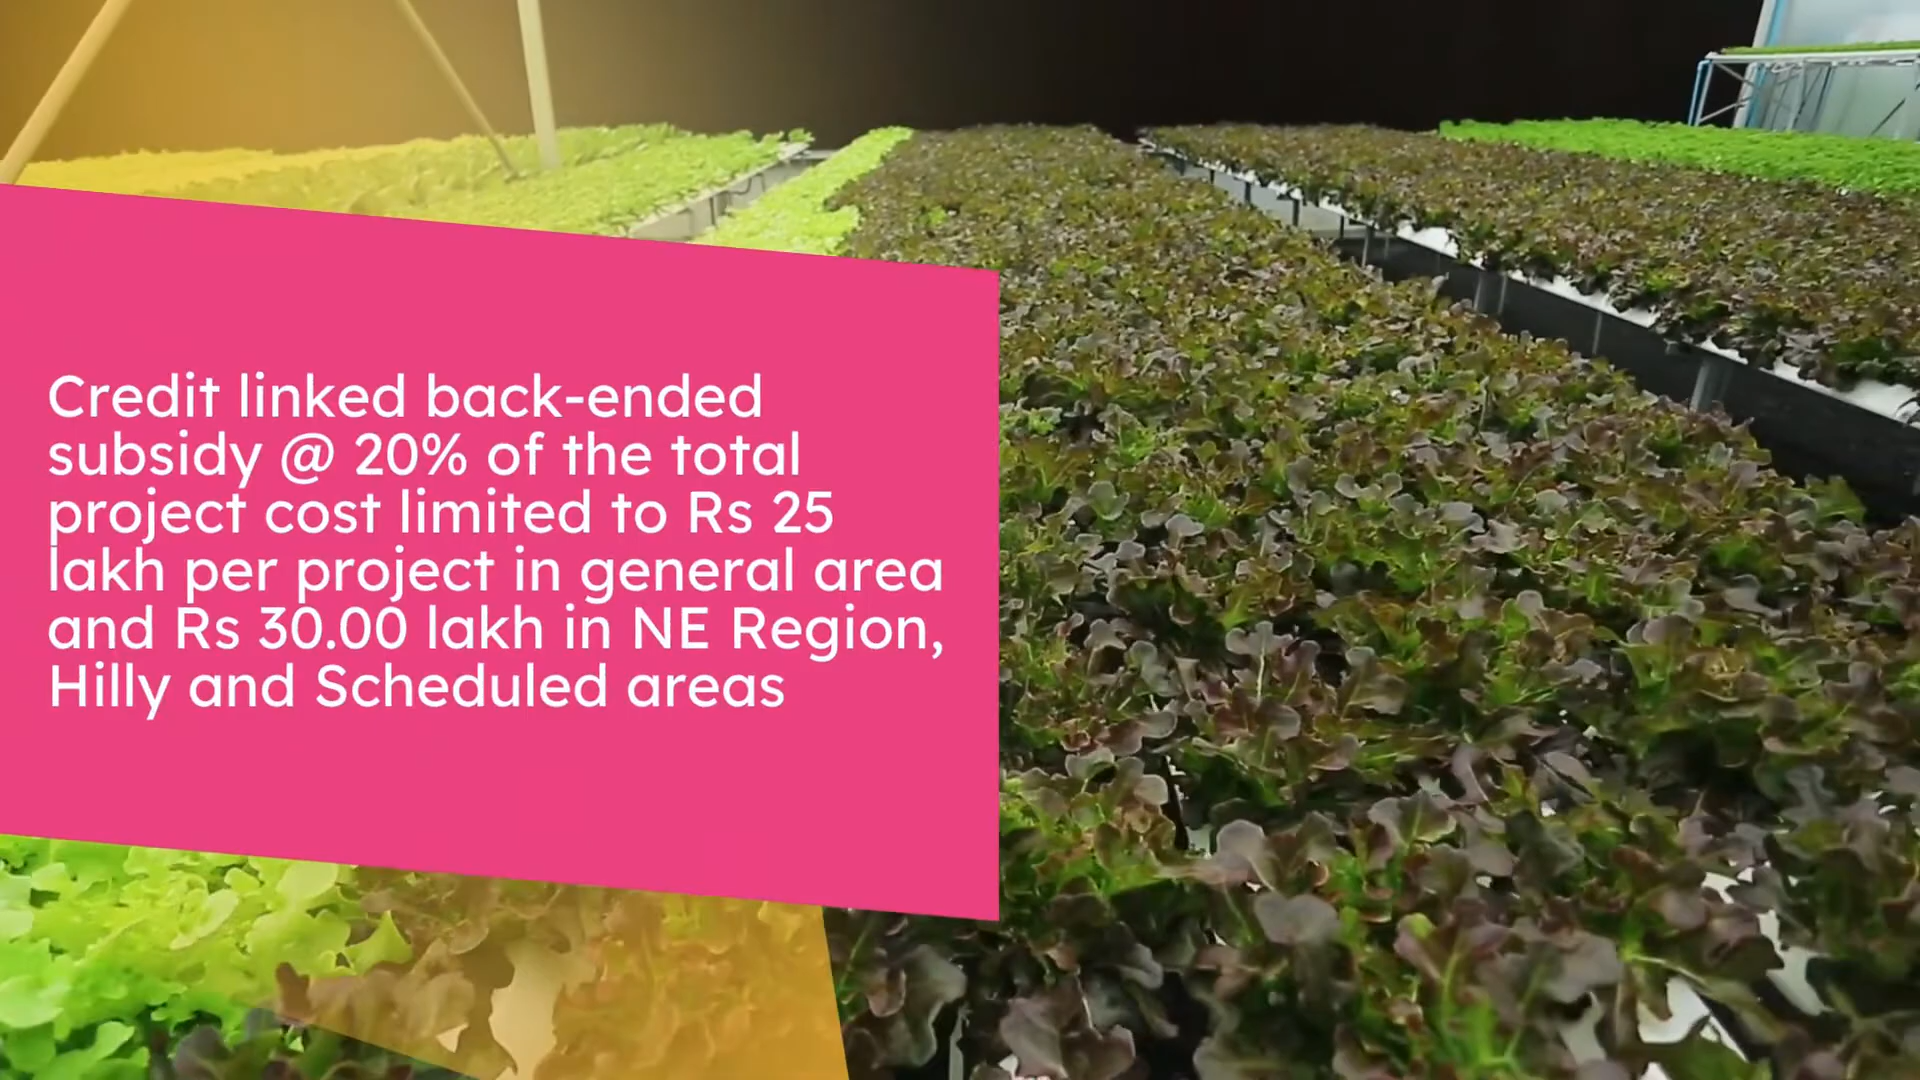 Credit linked back-ended
subsidy @ 20% of the total
project cost limited to Rs 25
lakh per project in general area
and Rs 30.00 lakh in NE Region,
Hilly and Scheduled areas